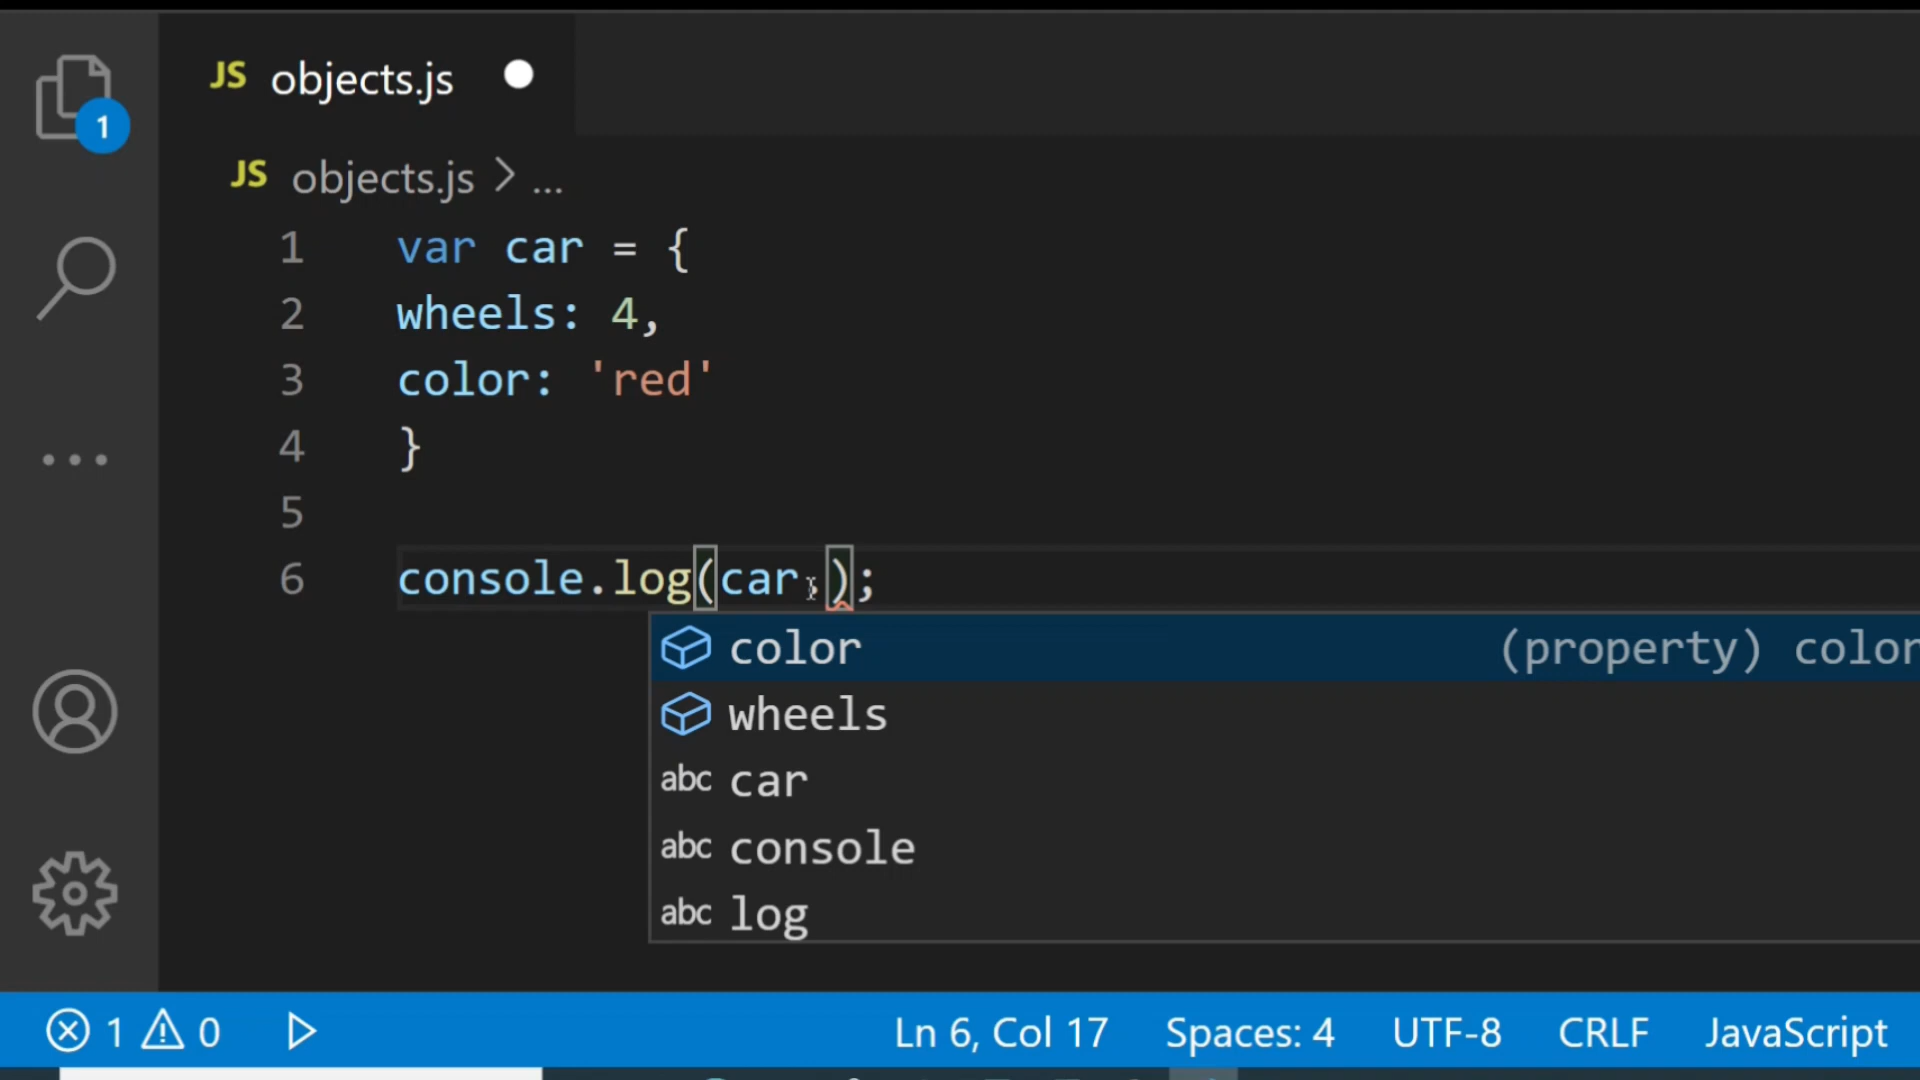 JS objects.js
1
JS objects.js > ...
1 var car = {
2 wheels: 4,
3 color: 'red'
4 }
5
6 console.log(car.);
color (property) color
wheels
abc car
abc console
abc log
1 0 Ln 6, Col 17 Spaces: 4 UTF-8 CRLF JavaScript